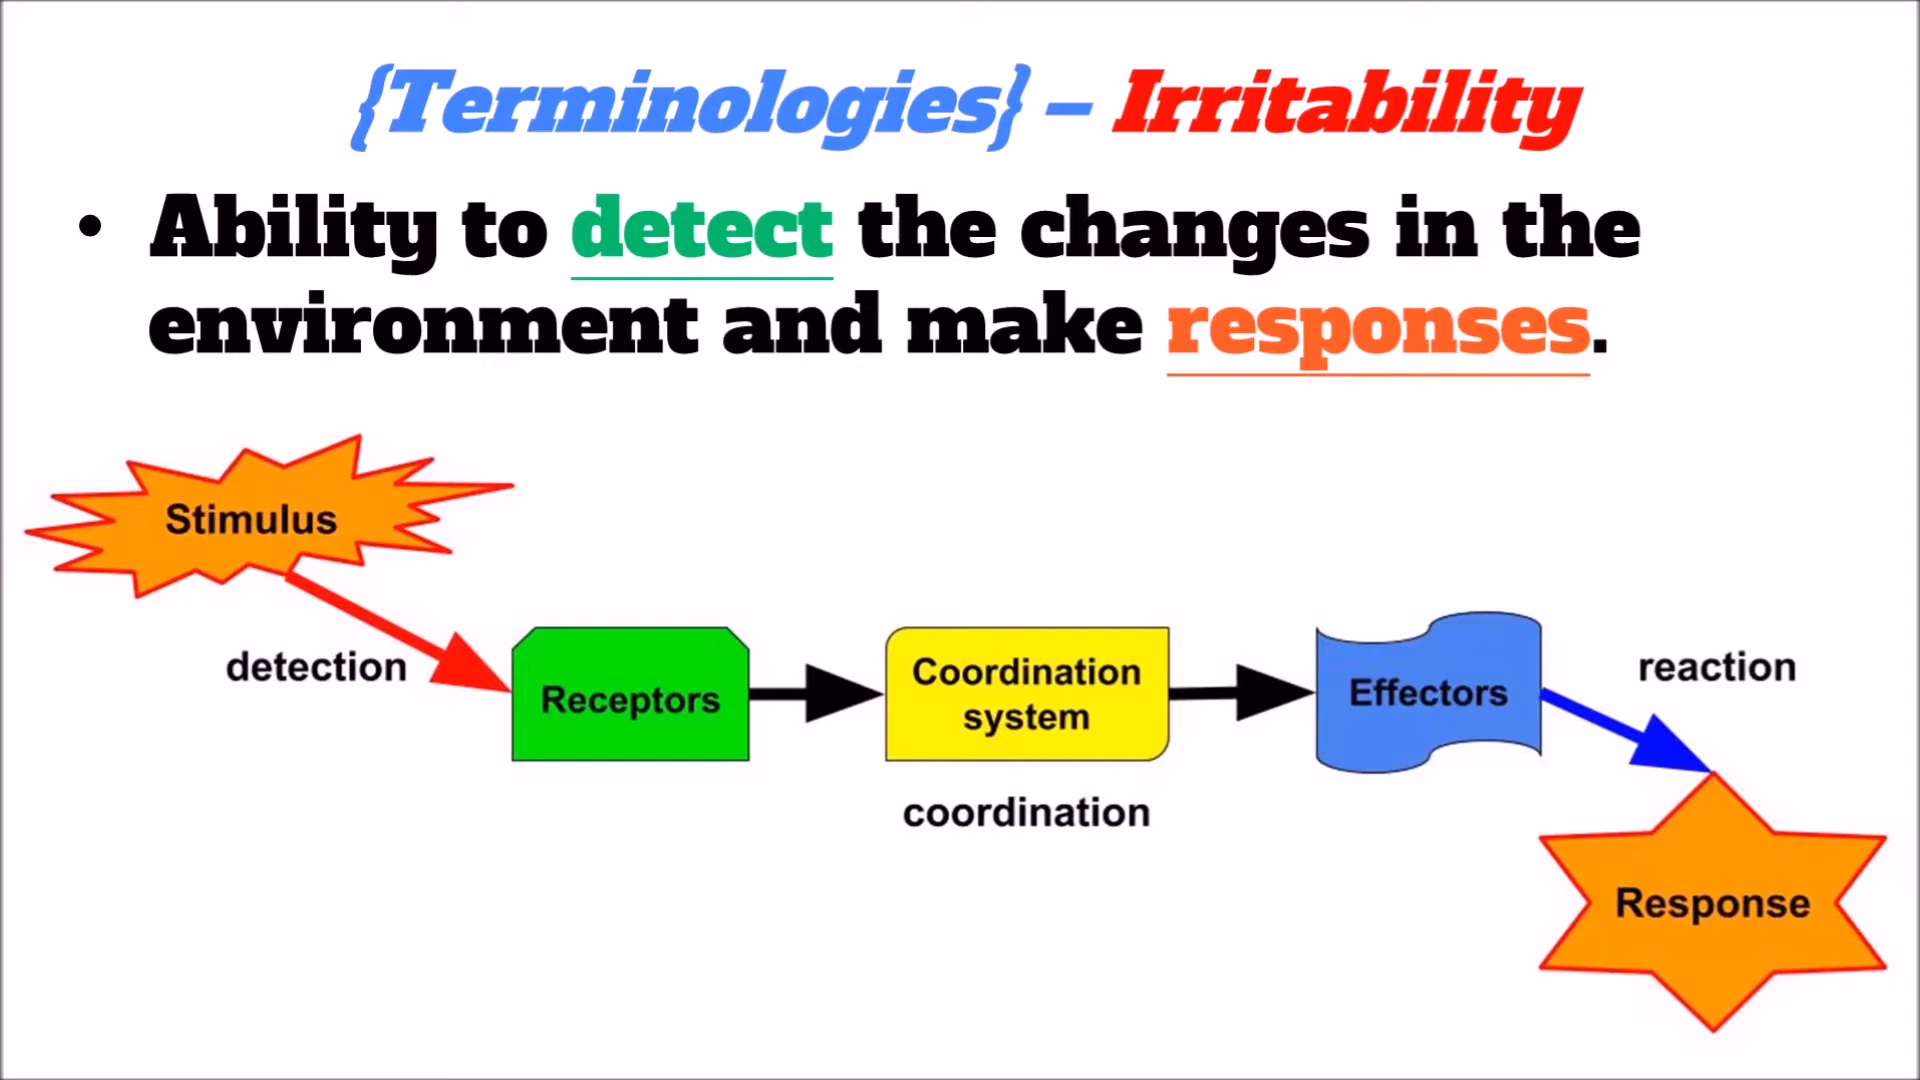 {Terminologies} – Irritability
• Ability to detect the changes in the
environment and make responses.
Stimulus
detection
Receptors
Coordination
system
coordination
Effectors
reaction
Response